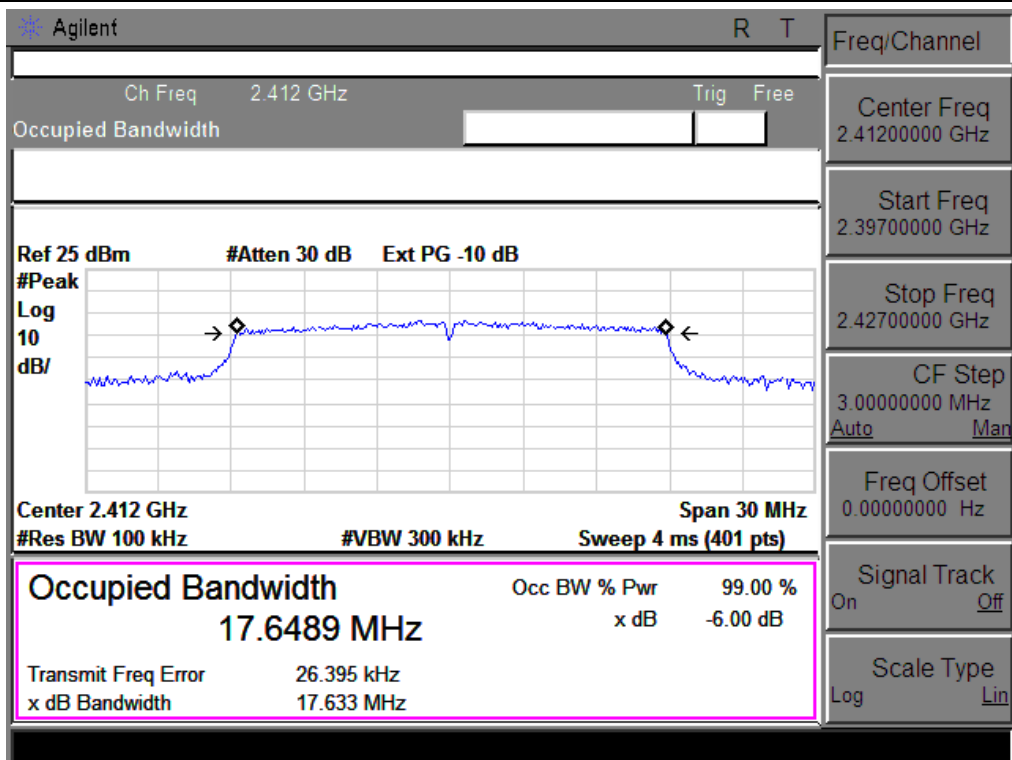 Agilent R T
Ch Freq 2.412 GHz Trig Free
Occupied Bandwidth
Ref 25 dBm #Atten 30 dB Ext PG -10 dB
#Peak
Log
10
dB/
Center 2.412 GHz Span 30 MHz
#Res BW 100 kHz #VBW 300 kHz Sweep 4 ms (401 pts)
Occupied Bandwidth Occ BW % Pwr 99.00 %
17.6489 MHz x dB -6.00 dB
Transmit Freq Error 26.395 kHz
x dB Bandwidth 17.633 MHz
Freq/Channel
Center Freq
2.41200000 GHz
Start Freq
2.39700000 GHz
Stop Freq
2.42700000 GHz
CF Step
3.00000000 MHz
Auto Man
Freq Offset
0.00000000 Hz
Signal Track
On Off
Scale Type
Log Lin